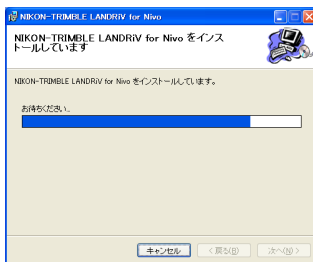 NIKON-TRIMBLE LANDRiV for Nivo
NIKON-TRIMBLE LANDRiV for Nivo をインス
トールしています
NIKON-TRIMBLE LANDRiV for Nivo をインストールしています。
お待ちください...
キャンセル
< 戻る(B)
次へ(N) >